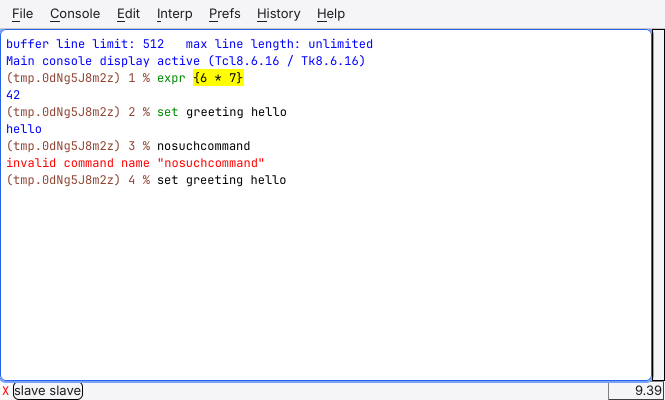 File Console Edit Interp Prefs History Help
buffer line limit: 512   max line length: unlimited
Main console display active (Tcl8.6.16 / Tk8.6.16)
(tmp.0dNg5J8m2z) 1 % expr {6 * 7}
42
(tmp.0dNg5J8m2z) 2 % set greeting hello
hello
(tmp.0dNg5J8m2z) 3 % nosuchcommand
invalid command name "nosuchcommand"
(tmp.0dNg5J8m2z) 4 % set greeting hello
X slave slave 9.39